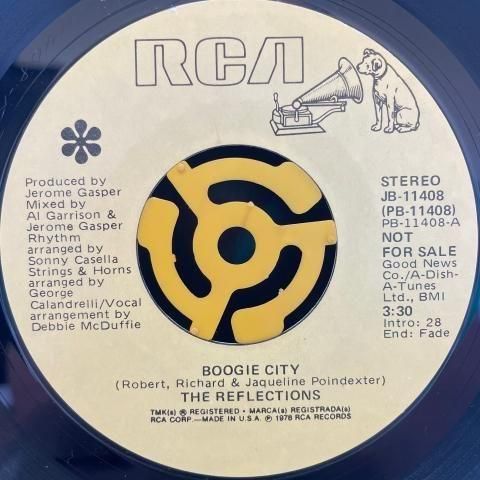 RCA
Produced by
Jerome Gasper
Mixed by
Al Garrison &
Jerome Gasper
Rhythm
arranged by
Sonny Casella
Strings & Horns
arranged by
George
Calandrelli/Vocal
arrangement by
Debbie McDuffie
STEREO
JB-11408
(PB-11408)
PB-11408-A
NOT
FOR SALE
Good News
Co./A-Dish-
A-Tunes
Ltd., BMI
3:30
Intro: 28
End: Fade
BOOGIE CITY
(Robert, Richard & Jaqueline Poindexter)
THE REFLECTIONS
TMK(s) ® REGISTERED • MARCA(s) REGISTRADA(s)
RCA CORP.—MADE IN U.S.A. ℗ 1978 RCA RECORDS